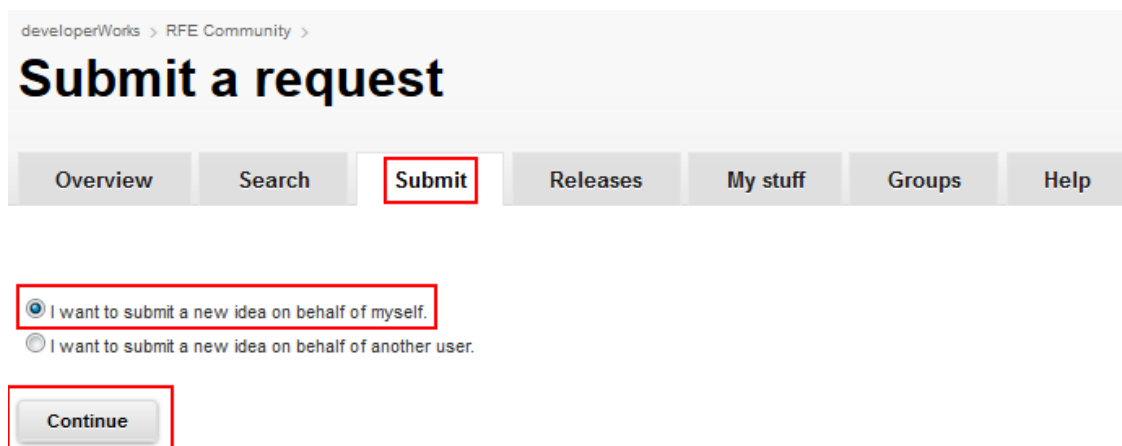 developerWorks > RFE Community >
Submit a request
Overview Search Submit Releases My stuff Groups Help
I want to submit a new idea on behalf of myself.
I want to submit a new idea on behalf of another user.
Continue